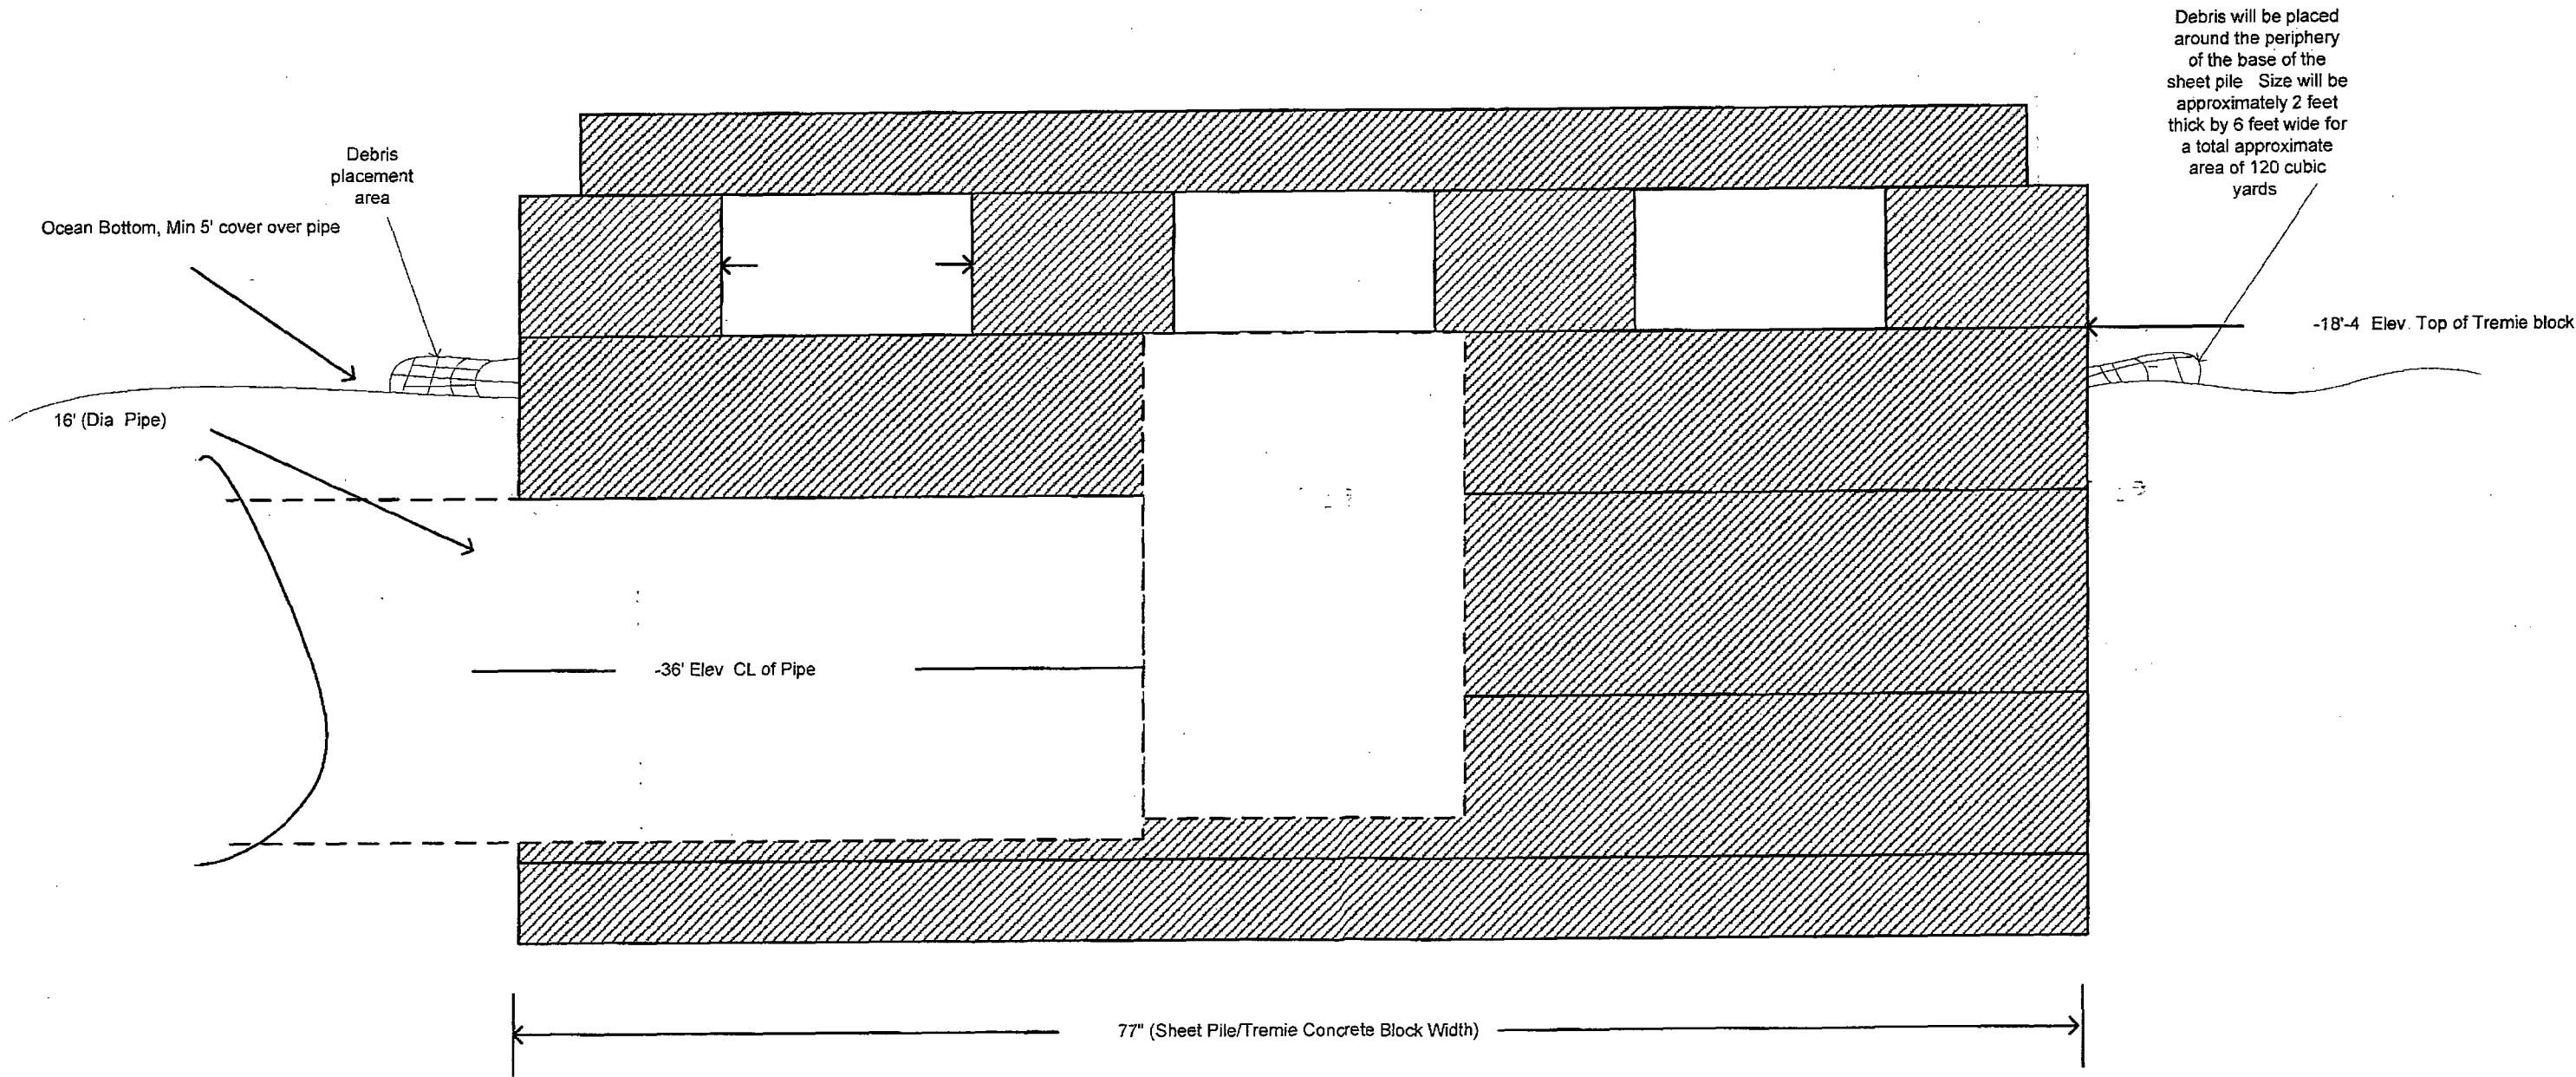 Debris will be placed
around the periphery
of the base of the
sheet pile Size will be
approximately 2 feet
thick by 6 feet wide for
a total approximate
area of 120 cubic
yards
Debris
placement
area
Ocean Bottom, Min 5' cover over pipe
-18'-4 Elev. Top of Tremie block
16' (Dia Pipe)
-36' Elev CL of Pipe
77" (Sheet Pile/Tremie Concrete Block Width)